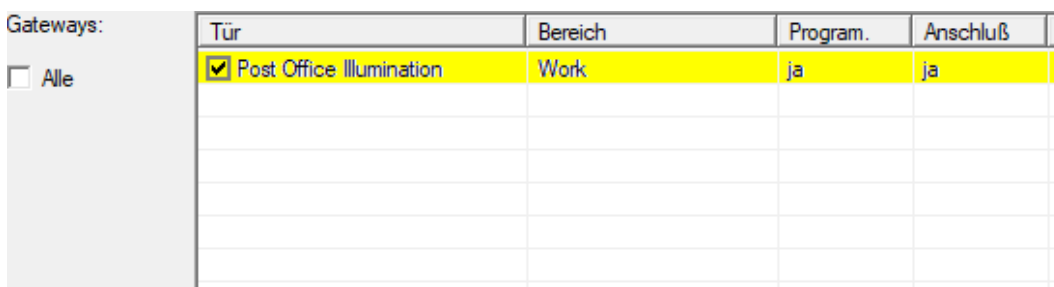 Gateways:
Alle
Tür Bereich Program. Anschluß
Post Office Illumination Work ja ja